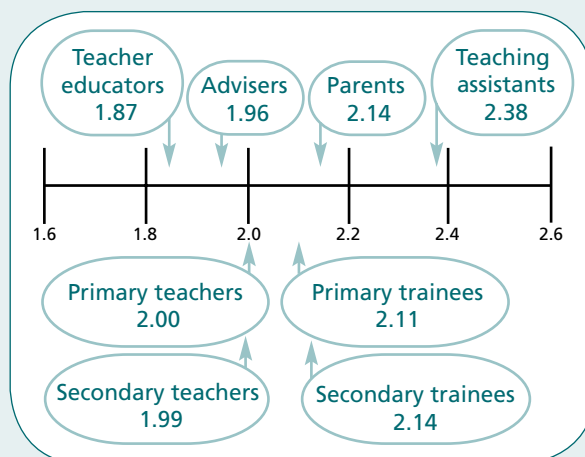 Teacher
educators
1.87
Advisers
1.96
Parents
2.14
Teaching
assistants
2.38
1.6 1.8 2.0 2.2 2.4 2.6
Primary teachers
2.00
Primary trainees
2.11
Secondary teachers
1.99
Secondary trainees
2.14